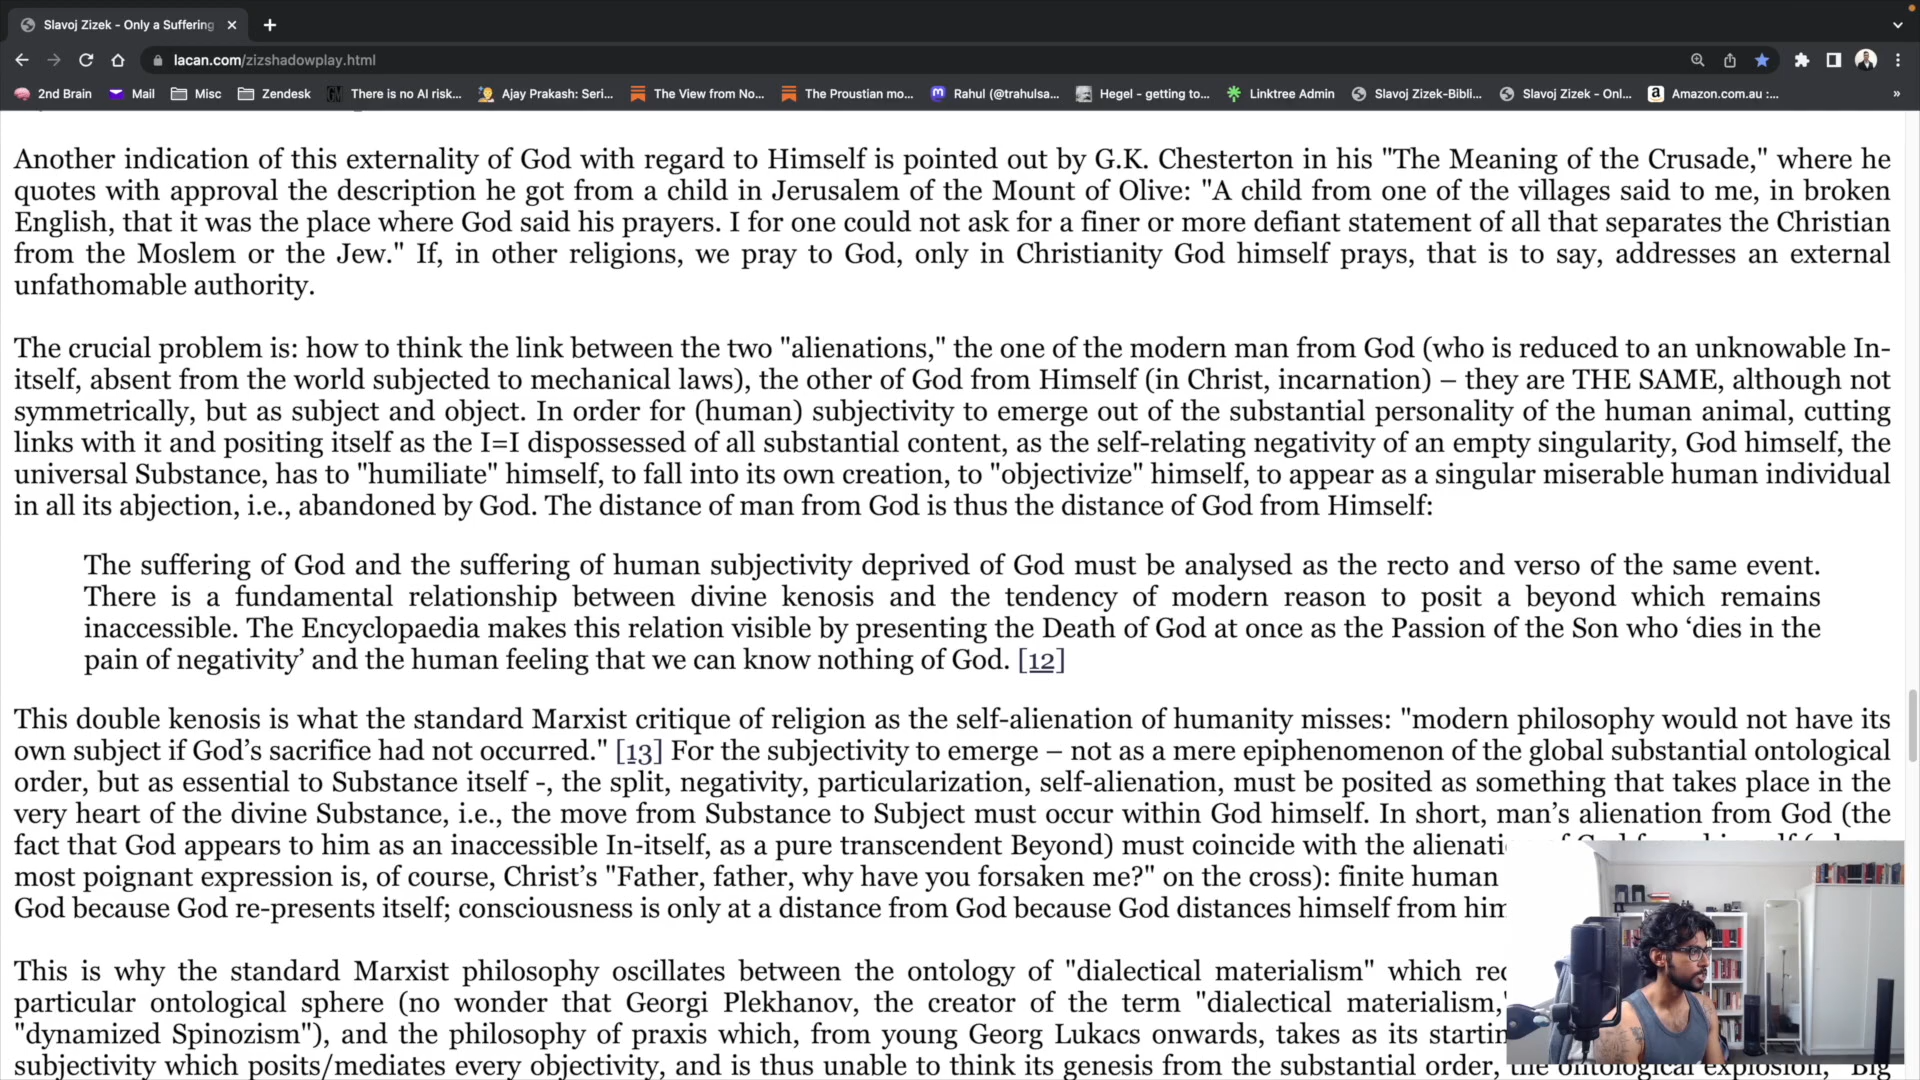 Slavoj Zizek - Only a Suffering
lacan.com/zizshadowplay.html
2nd Brain Mail Misc Zendesk There is no AI risk... Ajay Prakash: Seri... The View from No... The Proustian mo... Rahul (@trahulsa... Hegel - getting to... Linktree Admin Slavoj Zizek-Bibli... Slavoj Zizek - Onl... Amazon.com.au :... »
Another indication of this externality of God with regard to Himself is pointed out by G.K. Chesterton in his "The Meaning of the Crusade," where he
quotes with approval the description he got from a child in Jerusalem of the Mount of Olive: "A child from one of the villages said to me, in broken
English, that it was the place where God said his prayers. I for one could not ask for a finer or more defiant statement of all that separates the Christian
from the Moslem or the Jew." If, in other religions, we pray to God, only in Christianity God himself prays, that is to say, addresses an external
unfathomable authority.
The crucial problem is: how to think the link between the two "alienations," the one of the modern man from God (who is reduced to an unknowable In-
itself, absent from the world subjected to mechanical laws), the other of God from Himself (in Christ, incarnation) – they are THE SAME, although not
symmetrically, but as subject and object. In order for (human) subjectivity to emerge out of the substantial personality of the human animal, cutting
links with it and positing itself as the I=I dispossessed of all substantial content, as the self-relating negativity of an empty singularity, God himself, the
universal Substance, has to "humiliate" himself, to fall into its own creation, to "objectivize" himself, to appear as a singular miserable human individual
in all its abjection, i.e., abandoned by God. The distance of man from God is thus the distance of God from Himself:
The suffering of God and the suffering of human subjectivity deprived of God must be analysed as the recto and verso of the same event.
There is a fundamental relationship between divine kenosis and the tendency of modern reason to posit a beyond which remains
inaccessible. The Encyclopaedia makes this relation visible by presenting the Death of God at once as the Passion of the Son who ‘dies in the
pain of negativity’ and the human feeling that we can know nothing of God. [12]
This double kenosis is what the standard Marxist critique of religion as the self-alienation of humanity misses: "modern philosophy would not have its
own subject if God’s sacrifice had not occurred." [13] For the subjectivity to emerge – not as a mere epiphenomenon of the global substantial ontological
order, but as essential to Substance itself -, the split, negativity, particularization, self-alienation, must be posited as something that takes place in the
very heart of the divine Substance, i.e., the move from Substance to Subject must occur within God himself. In short, man’s alienation from God (the
fact that God appears to him as an inaccessible In-itself, as a pure transcendent Beyond) must coincide with the alienati
most poignant expression is, of course, Christ’s "Father, father, why have you forsaken me?" on the cross): finite human
God because God re-presents itself; consciousness is only at a distance from God because God distances himself from him
This is why the standard Marxist philosophy oscillates between the ontology of "dialectical materialism" which rec
particular ontological sphere (no wonder that Georgi Plekhanov, the creator of the term "dialectical materialism,
"dynamized Spinozism"), and the philosophy of praxis which, from young Georg Lukacs onwards, takes as its startin
subjectivity which posits/mediates every objectivity, and is thus unable to think its genesis from the substantial order, the ontological explosion, "Big